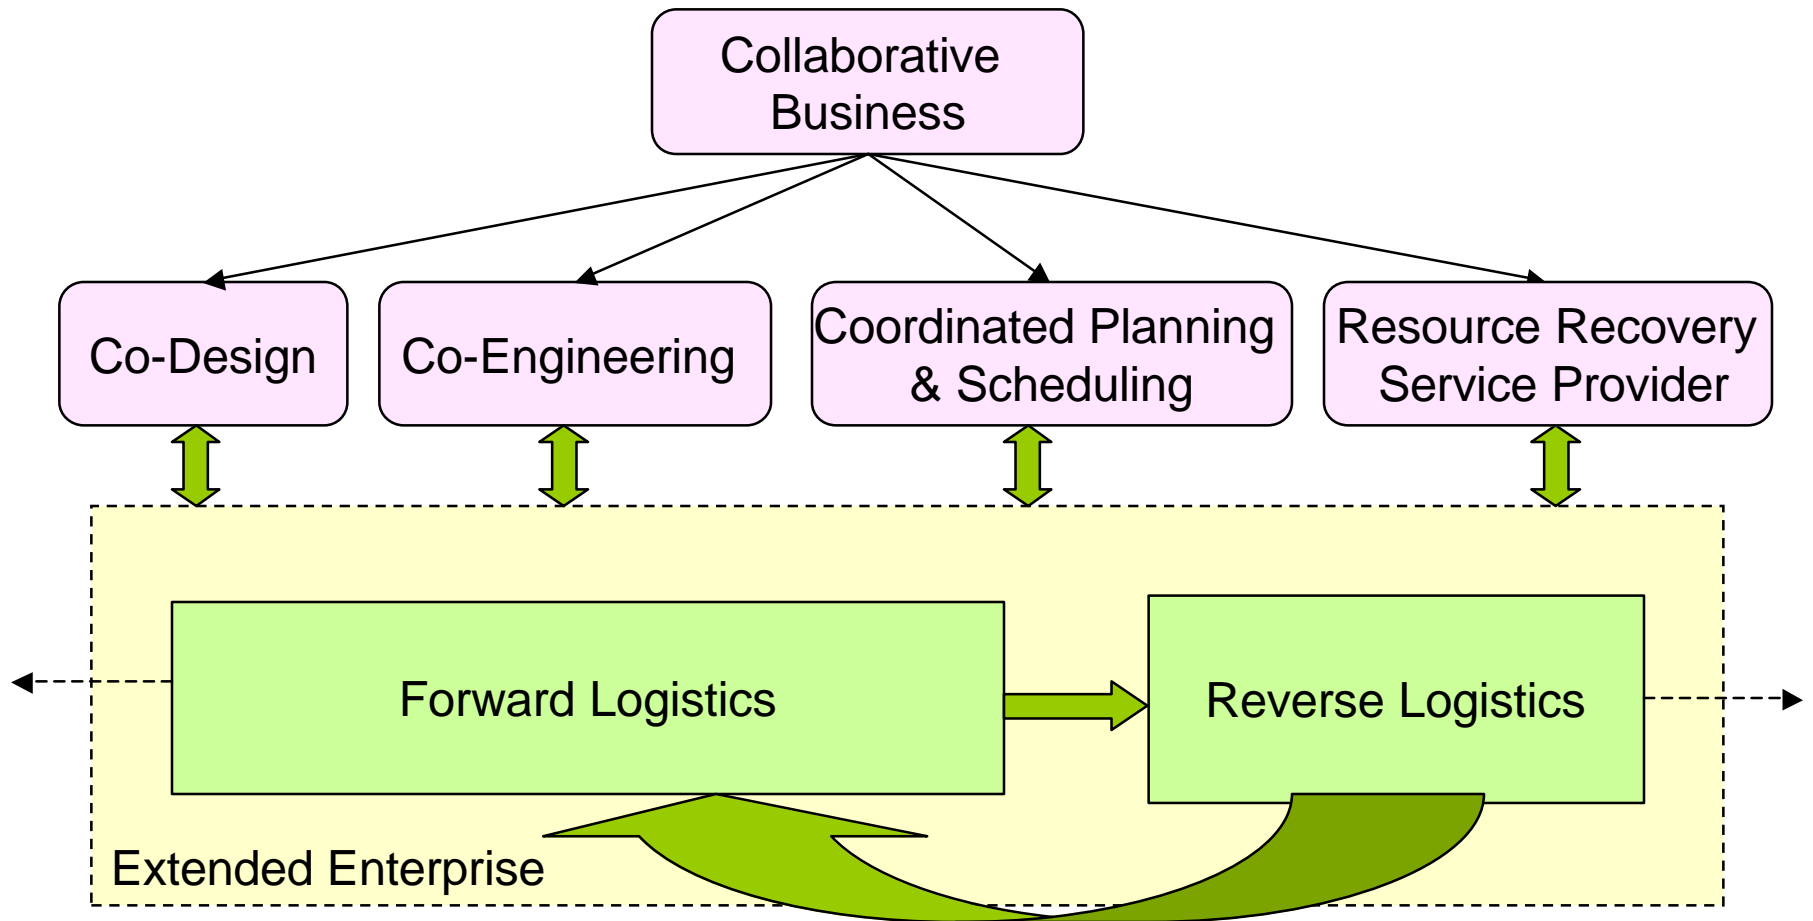 Collaborative
Business
Co-Design
Co-Engineering
Coordinated Planning
& Scheduling
Resource Recovery
Service Provider
Forward Logistics
Reverse Logistics
Extended Enterprise